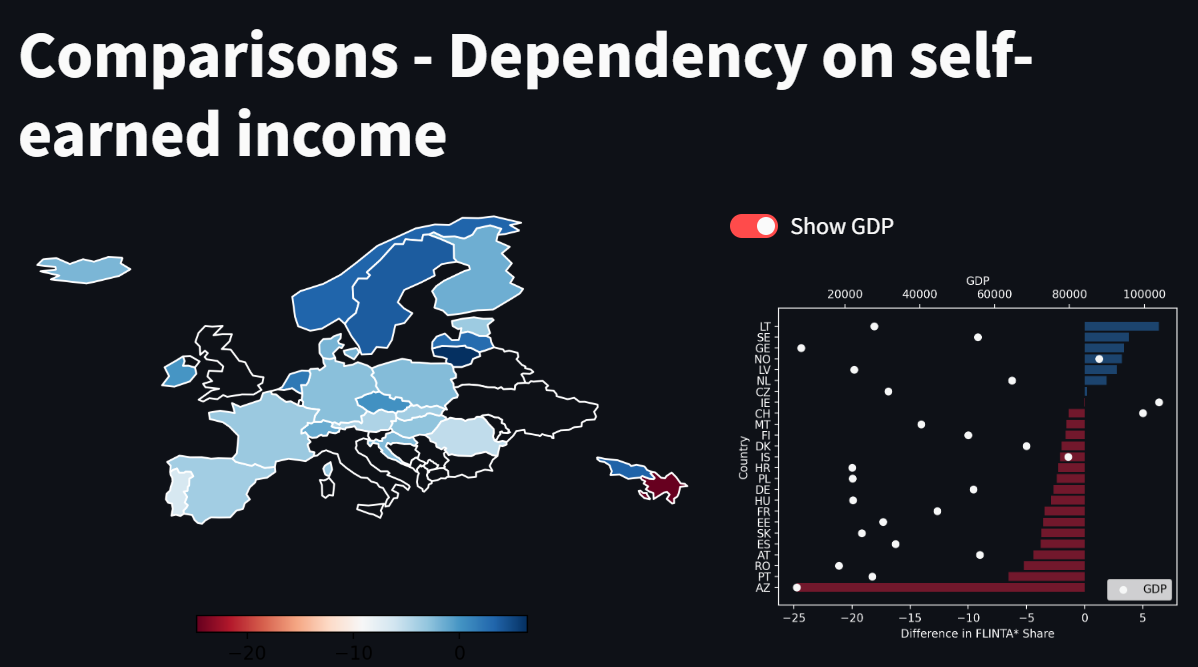 Comparisons - Dependency on self-
earned income
Show GDP
GDP
20000 40000 60000 80000 100000
LT
SE
GE
NO
LV
NL
CZ
IE
CH
MT
FI
DK
IS
HR
PL
DE
HU
FR
EE
SK
ES
AT
RO
PT
AZ
Country
GDP
−25 −20 −15 −10 −5 0 5
Difference in FLINTA* Share
−20 −10 0